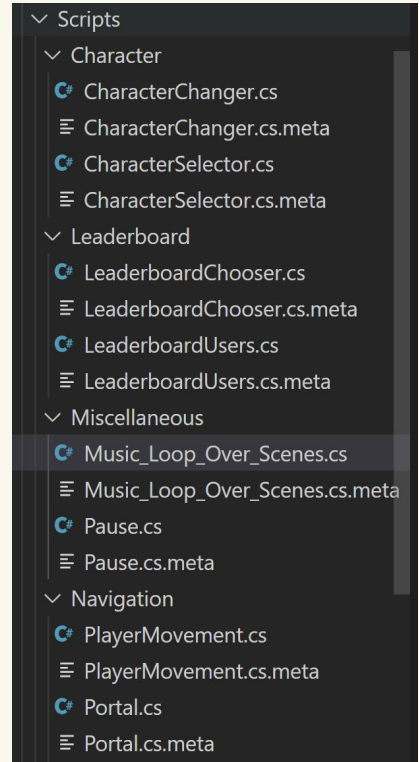 Scripts
Character
C# CharacterChanger.cs
CharacterChanger.cs.meta
C# CharacterSelector.cs
CharacterSelector.cs.meta
Leaderboard
C# LeaderboardChooser.cs
LeaderboardChooser.cs.meta
C# LeaderboardUsers.cs
LeaderboardUsers.cs.meta
Miscellaneous
C# Music_Loop_Over_Scenes.cs
Music_Loop_Over_Scenes.cs.meta
C# Pause.cs
Pause.cs.meta
Navigation
C# PlayerMovement.cs
PlayerMovement.cs.meta
C# Portal.cs
Portal.cs.meta